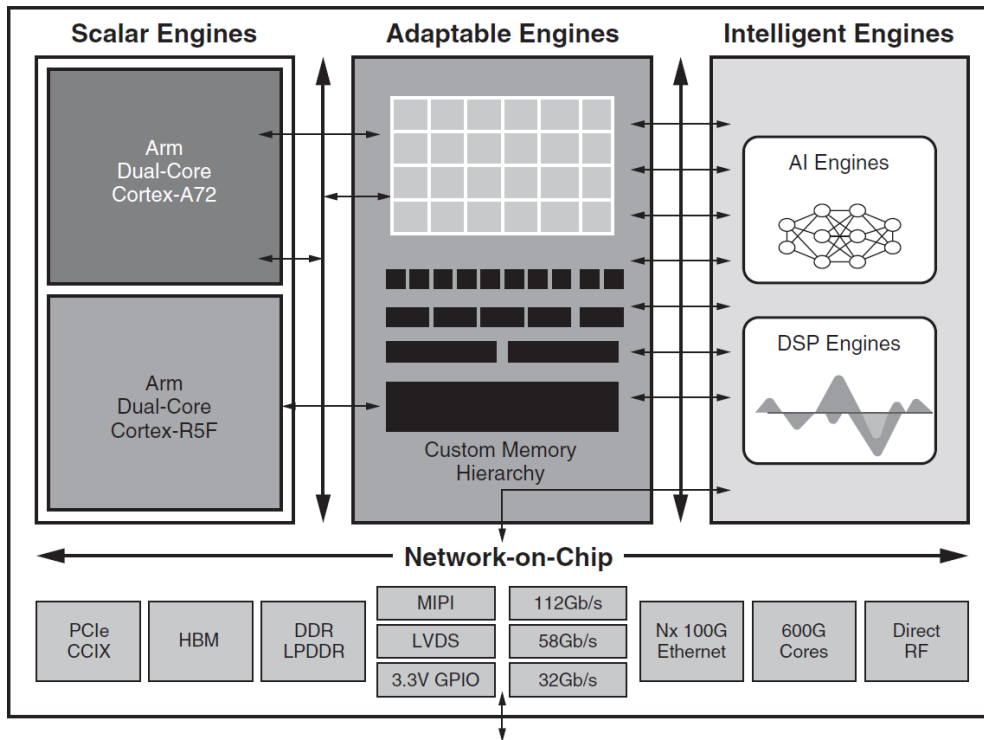 Scalar Engines
Adaptable Engines
Intelligent Engines
Arm
Dual-Core
Cortex-A72
Arm
Dual-Core
Cortex-R5F
Custom Memory
Hierarchy
AI Engines
DSP Engines
Network-on-Chip
PCIe
CCIX
HBM
DDR
LPDDR
MIPI
LVDS
3.3V GPIO
112Gb/s
58Gb/s
32Gb/s
Nx 100G
Ethernet
600G
Cores
Direct
RF